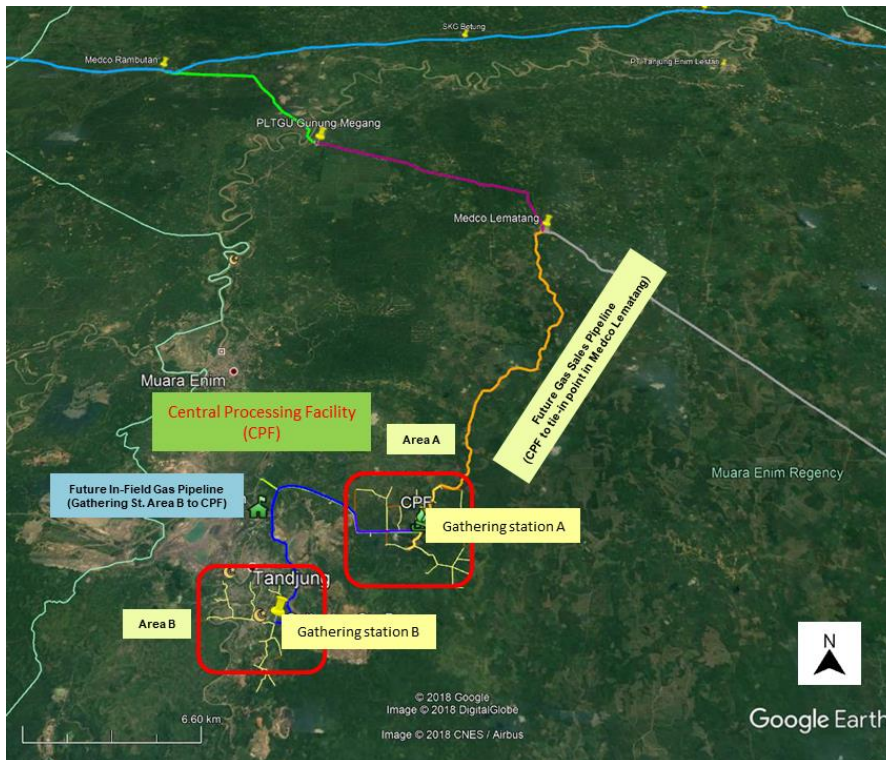 SKG Betung
Medco Rambutan
PT Tanjung Enim Lestari
PLTGU Gunung Megang
Medco Lematang
Future Gas Sales Pipeline
(CPF to tie-in point in Medco Lematang)
Muara Enim
Central Processing Facility
(CPF)
Area A
Muara Enim Regency
Future In-Field Gas Pipeline
(Gathering St. Area B to CPF)
CPF
Gathering station A
Tandjung
Area B
Gathering station B
N
© 2018 Google
Image © 2018 DigitalGlobe
Image © 2018 CNES / Airbus
6.60 km
Google Earth